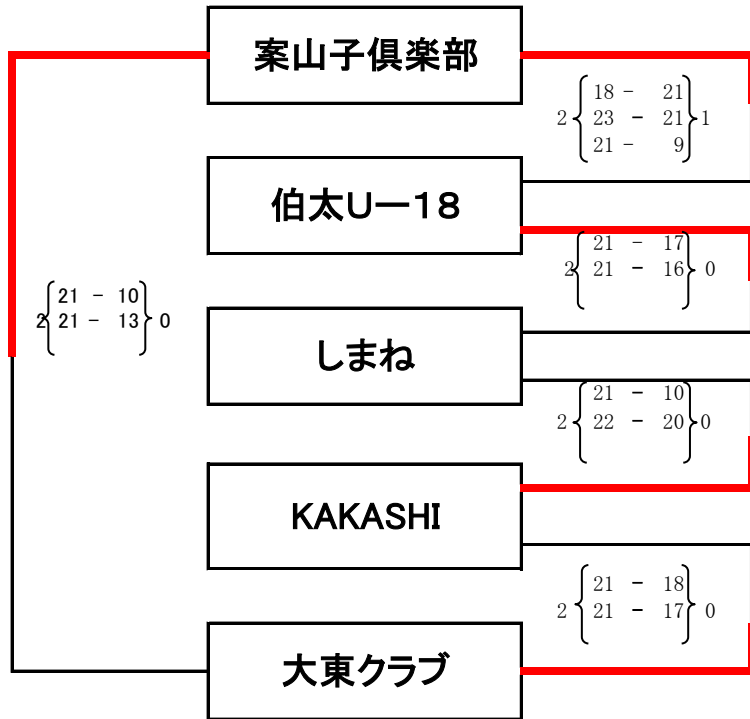 案山子倶楽部
18 - 21
2 23 - 21 1
21 - 9
伯太U－18
21 - 17
2 21 - 16 0
21 - 10
2 21 - 13 0
しまね
21 - 10
2 22 - 20 0
KAKASHI
21 - 18
2 21 - 17 0
大東クラブ